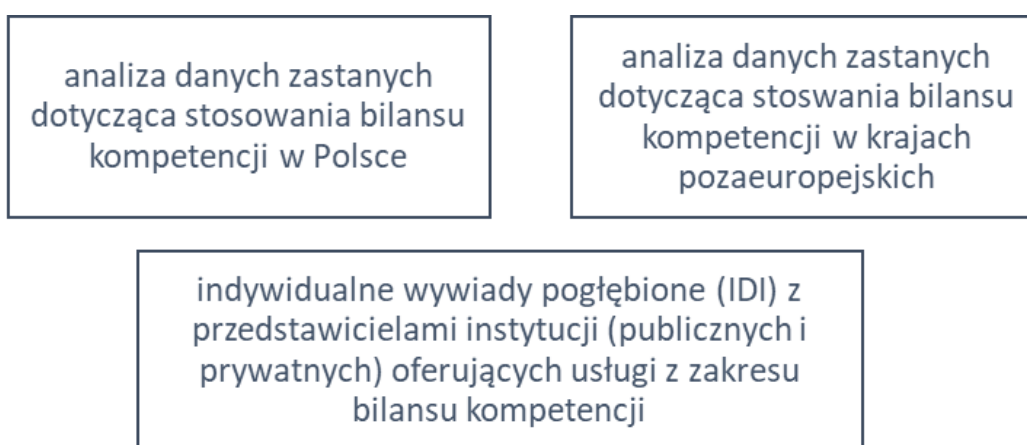 analiza danych zastanych
dotycząca stosowania bilansu
kompetencji w Polsce
analiza danych zastanych
dotycząca stoswania bilansu
kompetencji w krajach
pozaeuropejskich
indywidualne wywiady pogłębione (IDI) z
przedstawicielami instytucji (publicznych i
prywatnych) oferujących usługi z zakresu
bilansu kompetencji